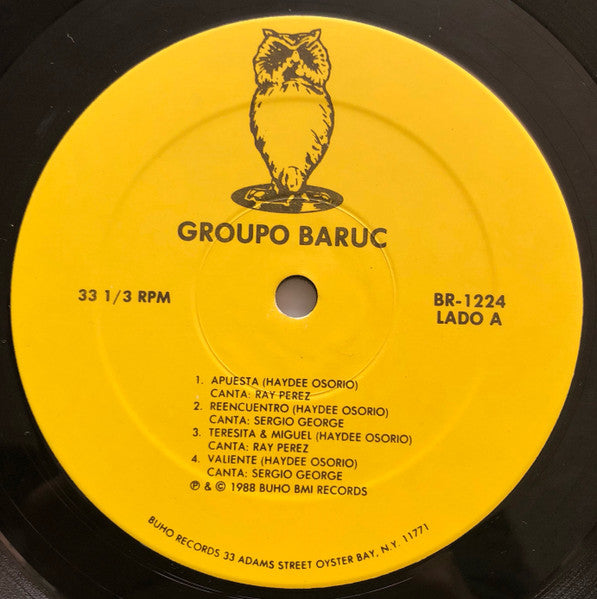 GROUPO BARUC
33 1/3 RPM
BR-1224
LADO A
1. APUESTA (HAYDEE OSORIO)
CANTA: RAY PEREZ
2. REENCUENTRO (HAYDEE OSORIO)
CANTA: SERGIO GEORGE
3. TERESITA & MIGUEL (HAYDEE OSORIO)
CANTA: RAY PEREZ
4. VALIENTE (HAYDEE OSORIO)
CANTA: SERGIO GEORGE
℗ & © 1988 BUHO BMI RECORDS
BUHO RECORDS 33 ADAMS STREET OYSTER BAY, N.Y. 11771